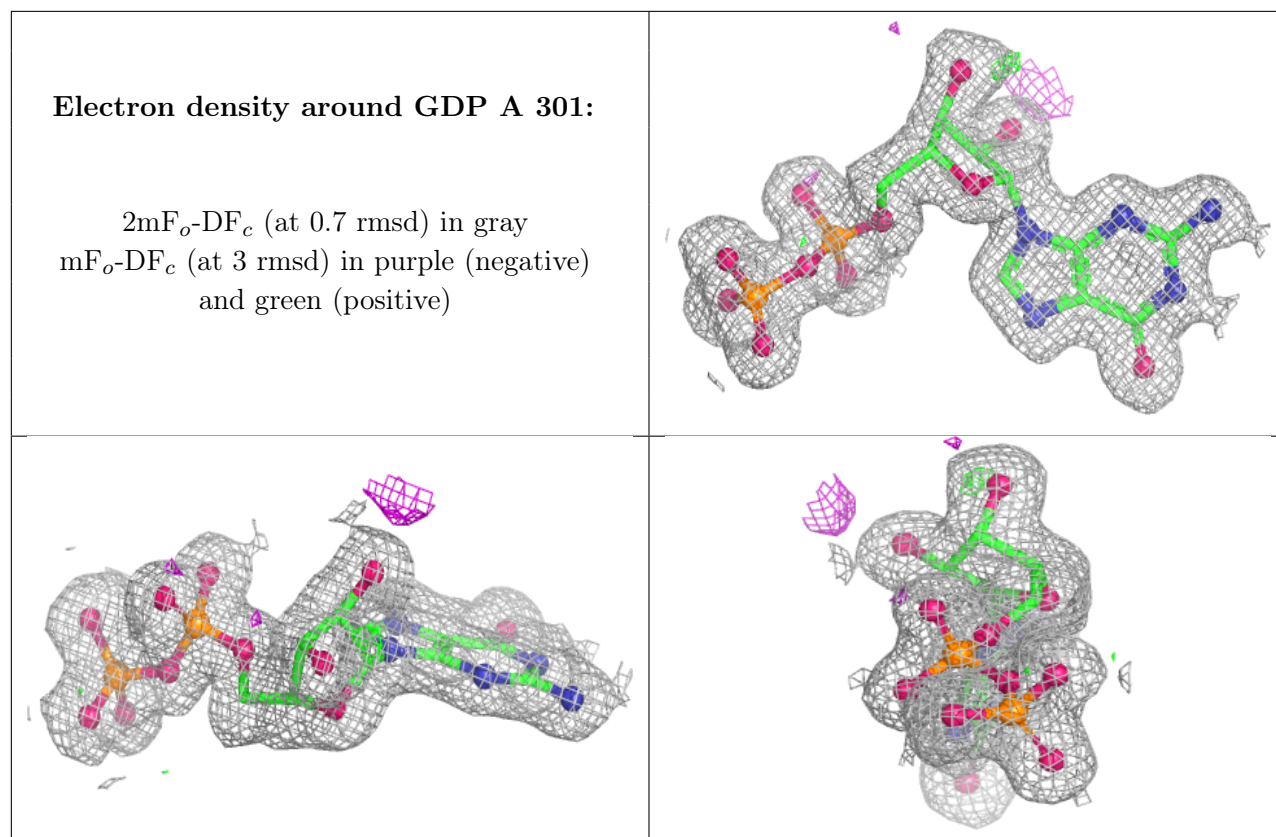 Electron density around GDP A 301:
2mFo-DFc (at 0.7 rmsd) in gray
mFo-DFc (at 3 rmsd) in purple (negative)
and green (positive)